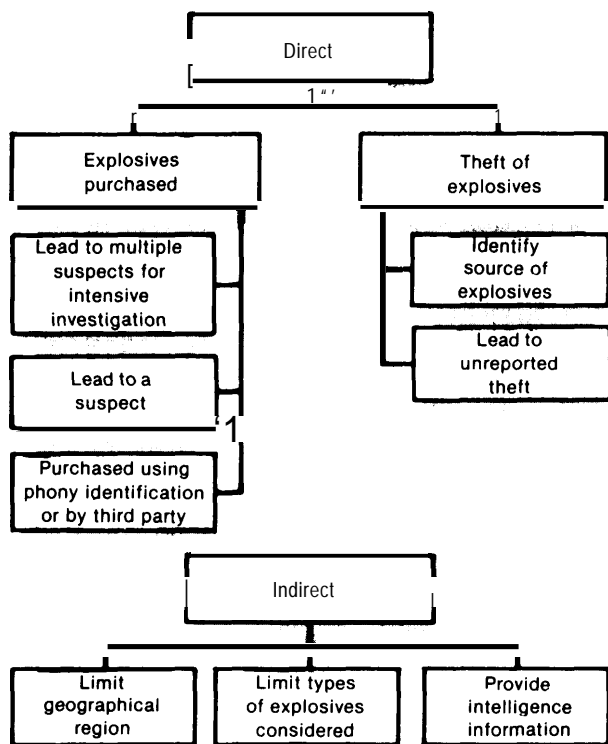 Direct
Explosives
purchased
Theft of
explosives
Lead to multiple
suspects for
intensive
investigation
Identify
source of
explosives
Lead to a
suspect
Lead to
unreported
theft
Purchased using
phony identification
or by third party
Indirect
Limit
geographical
region
Limit types
of explosives
considered
Provide
intelligence
information